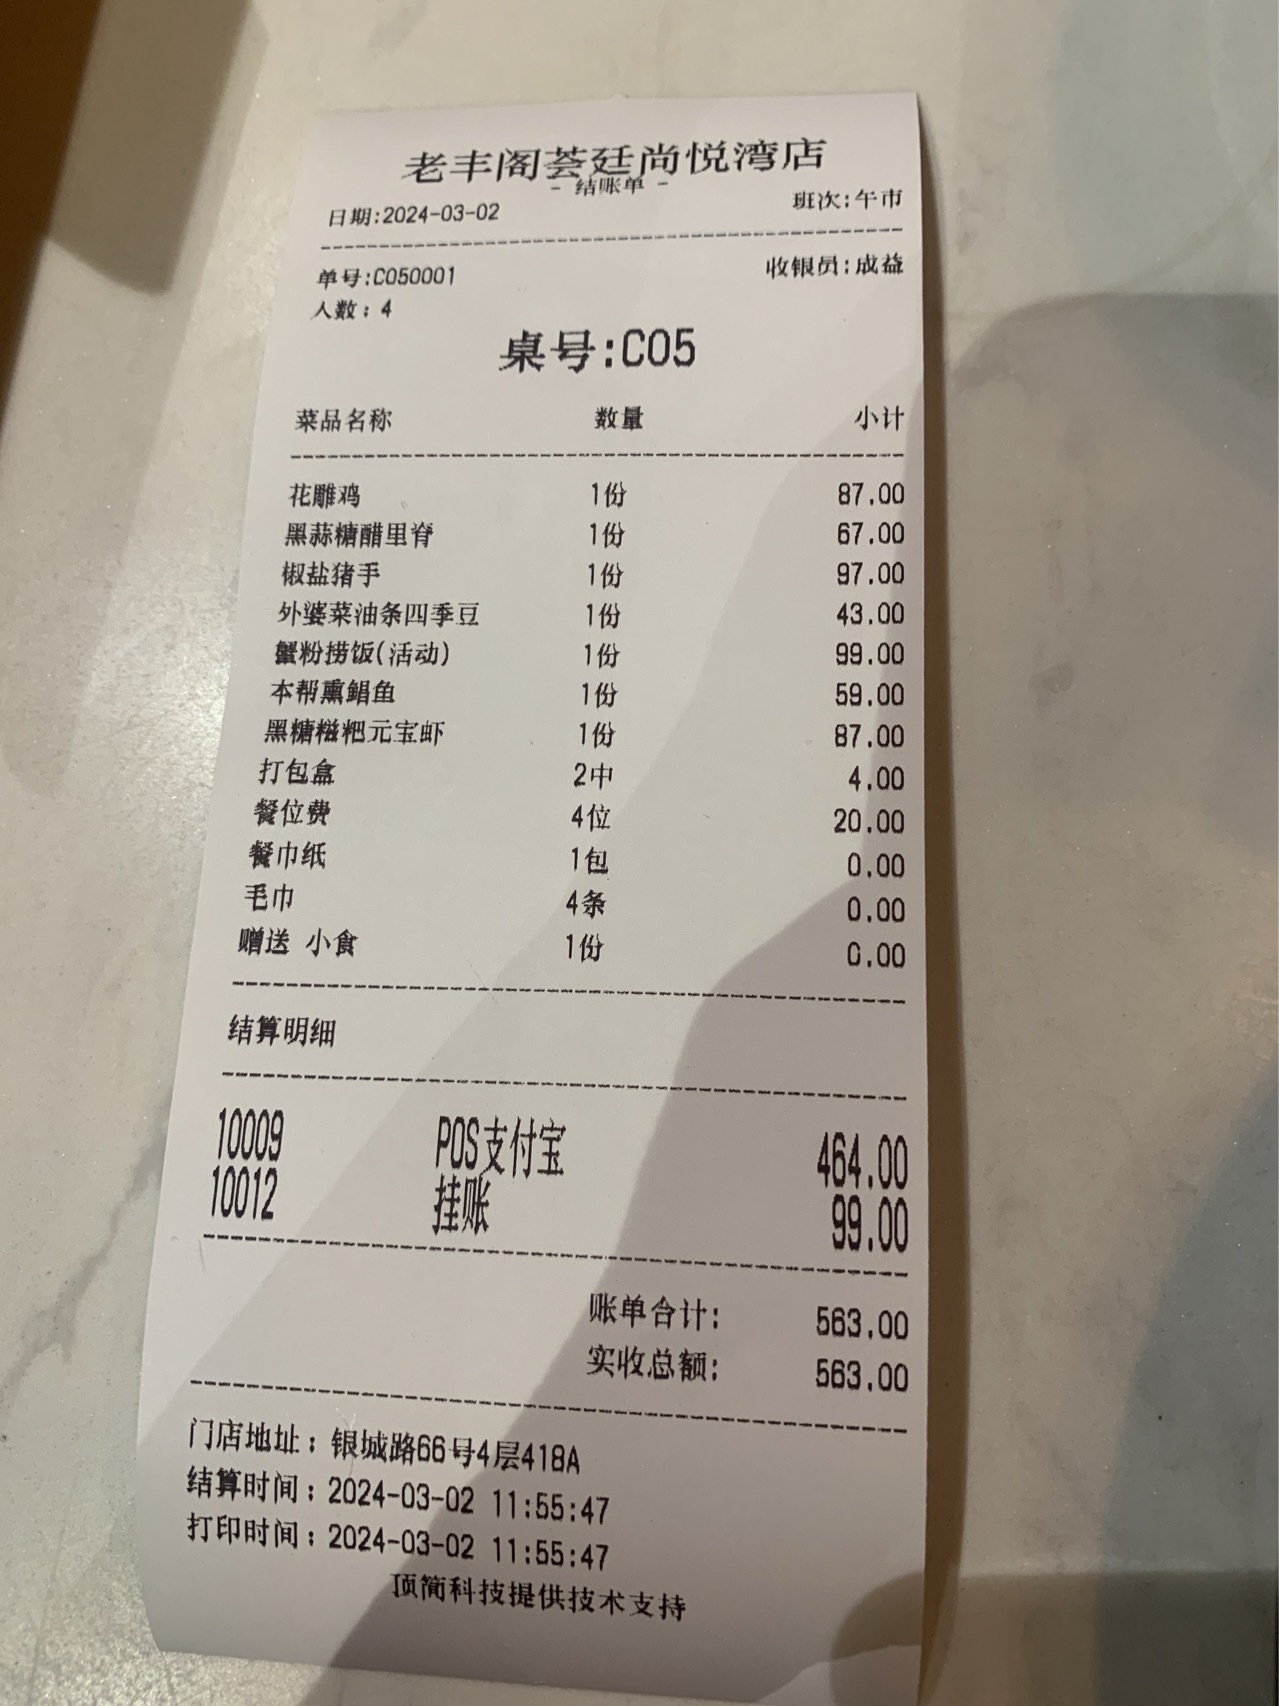 老丰阁荟廷尚悦湾店
- 结账单 -
日期:2024-03-02 班次:午市
单号:C050001 收银员:成益
人数:4
桌号:C05
菜品名称 数量 小计
花雕鸡 1份 87.00
黑蒜糖醋里脊 1份 67.00
椒盐猪手 1份 97.00
外婆菜油条四季豆 1份 43.00
蟹粉捞饭(活动) 1份 99.00
本帮熏鲳鱼 1份 59.00
黑糖糍粑元宝虾 1份 87.00
打包盒 2中 4.00
餐位费 4位 20.00
餐巾纸 1包 0.00
毛巾 4条 0.00
赠送 小食 1份 0.00
结算明细
10009 POS支付宝 464.00
10012 挂账 99.00
账单合计: 563.00
实收总额: 563.00
门店地址:银城路66号4层418A
结算时间:2024-03-02 11:55:47
打印时间:2024-03-02 11:55:47
顶简科技提供技术支持